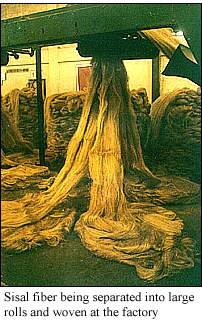 Sisal fiber being separated into large
rolls and woven at the factory